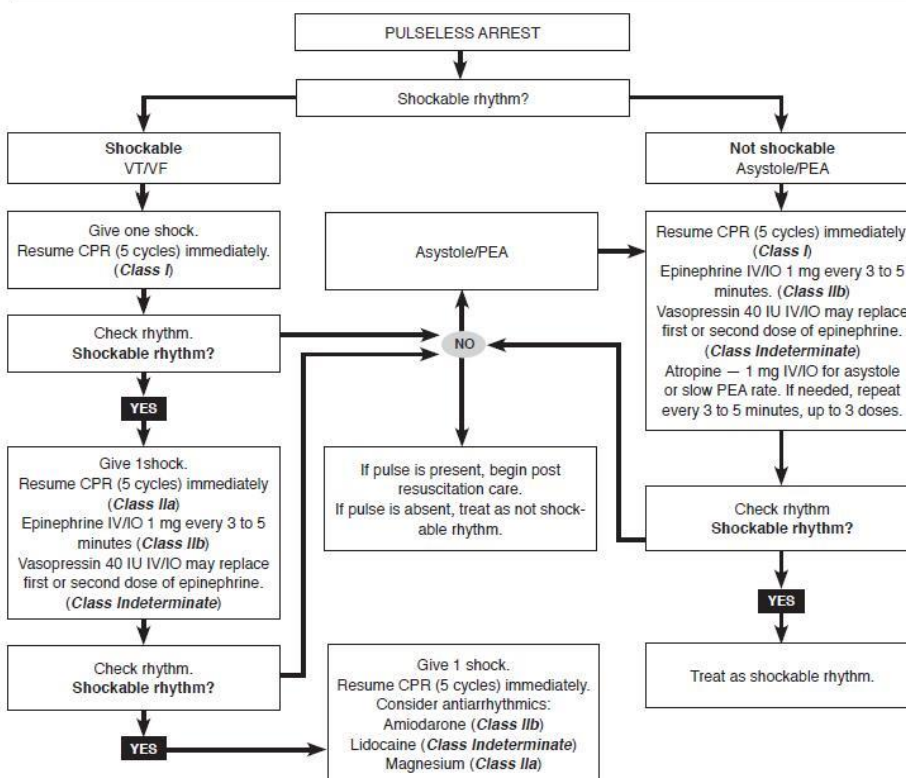 PULSELESS ARREST
Shockable rhythm?
Shockable
VT/VF
Not shockable
Asystole/PEA
Give one shock.
Resume CPR (5 cycles) immediately.
(Class I)
Asystole/PEA
Resume CPR (5 cycles) immediately
(Class I)
Epinephrine IV/IO 1 mg every 3 to 5
minutes. (Class IIb)
Vasopressin 40 IU IV/IO may replace
first or second dose of epinephrine.
(Class Indeterminate)
Atropine — 1 mg IV/IO for asystole
or slow PEA rate. If needed, repeat
every 3 to 5 minutes, up to 3 doses.
Check rhythm.
Shockable rhythm?
NO
YES
Give 1shock.
Resume CPR (5 cycles) immediately
(Class IIa)
Epinephrine IV/IO 1 mg every 3 to 5
minutes (Class IIb)
Vasopressin 40 IU IV/IO may replace
first or second dose of epinephrine.
(Class Indeterminate)
If pulse is present, begin post
resuscitation care.
If pulse is absent, treat as not shock-
able rhythm.
Check rhythm
Shockable rhythm?
YES
Treat as shockable rhythm.
Check rhythm.
Shockable rhythm?
YES
Give 1 shock.
Resume CPR (5 cycles) immediately.
Consider antiarrhythmics:
Amiodarone (Class IIb)
Lidocaine (Class Indeterminate)
Magnesium (Class IIa)